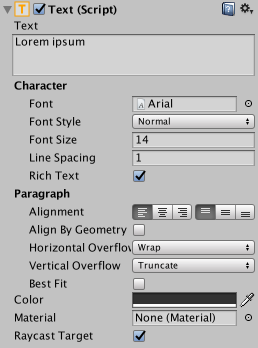 Text (Script)
Text
Lorem ipsum
Character
Font Arial
Font Style Normal
Font Size 14
Line Spacing 1
Rich Text
Paragraph
Alignment
Align By Geometry
Horizontal Overflow Wrap
Vertical Overflow Truncate
Best Fit
Color
Material None (Material)
Raycast Target